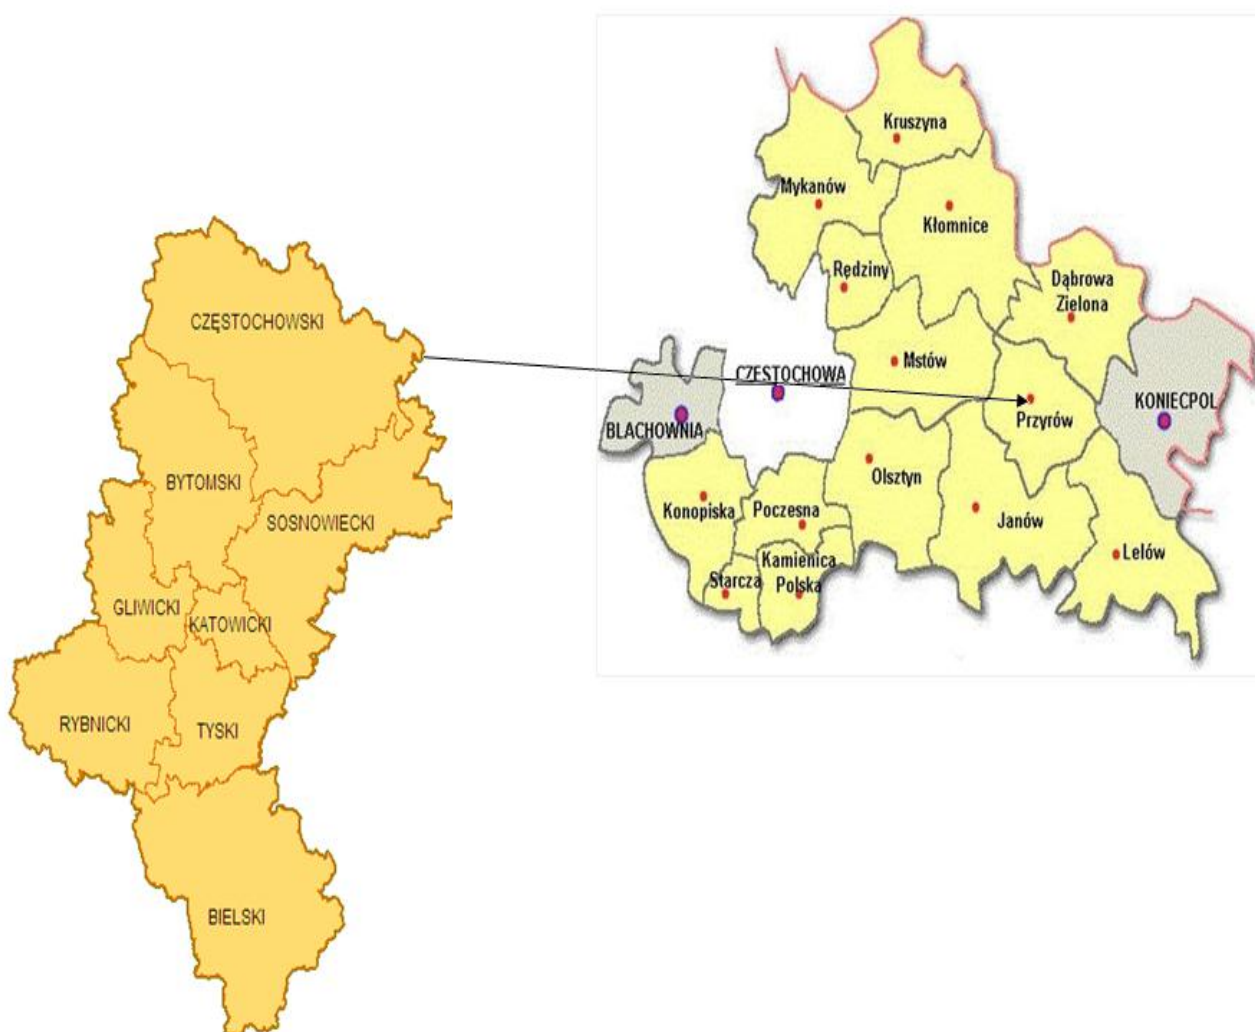 CZĘSTOCHOWSKI
BYTOMSKI
SOSNOWIECKI
GLIWICKI
KATOWICKI
RYBNICKI
TYSKI
BIELSKI
Kruszyna
Mykanów
Kłomnice
Rędziny
Dąbrowa
Zielona
Mstów
CZĘSTOCHOWA
Przyrów
KONIECPOL
BLACHOWNIA
Olsztyn
Konopiska
Poczesna
Janów
Lelów
Kamienica
Polska
Starcza